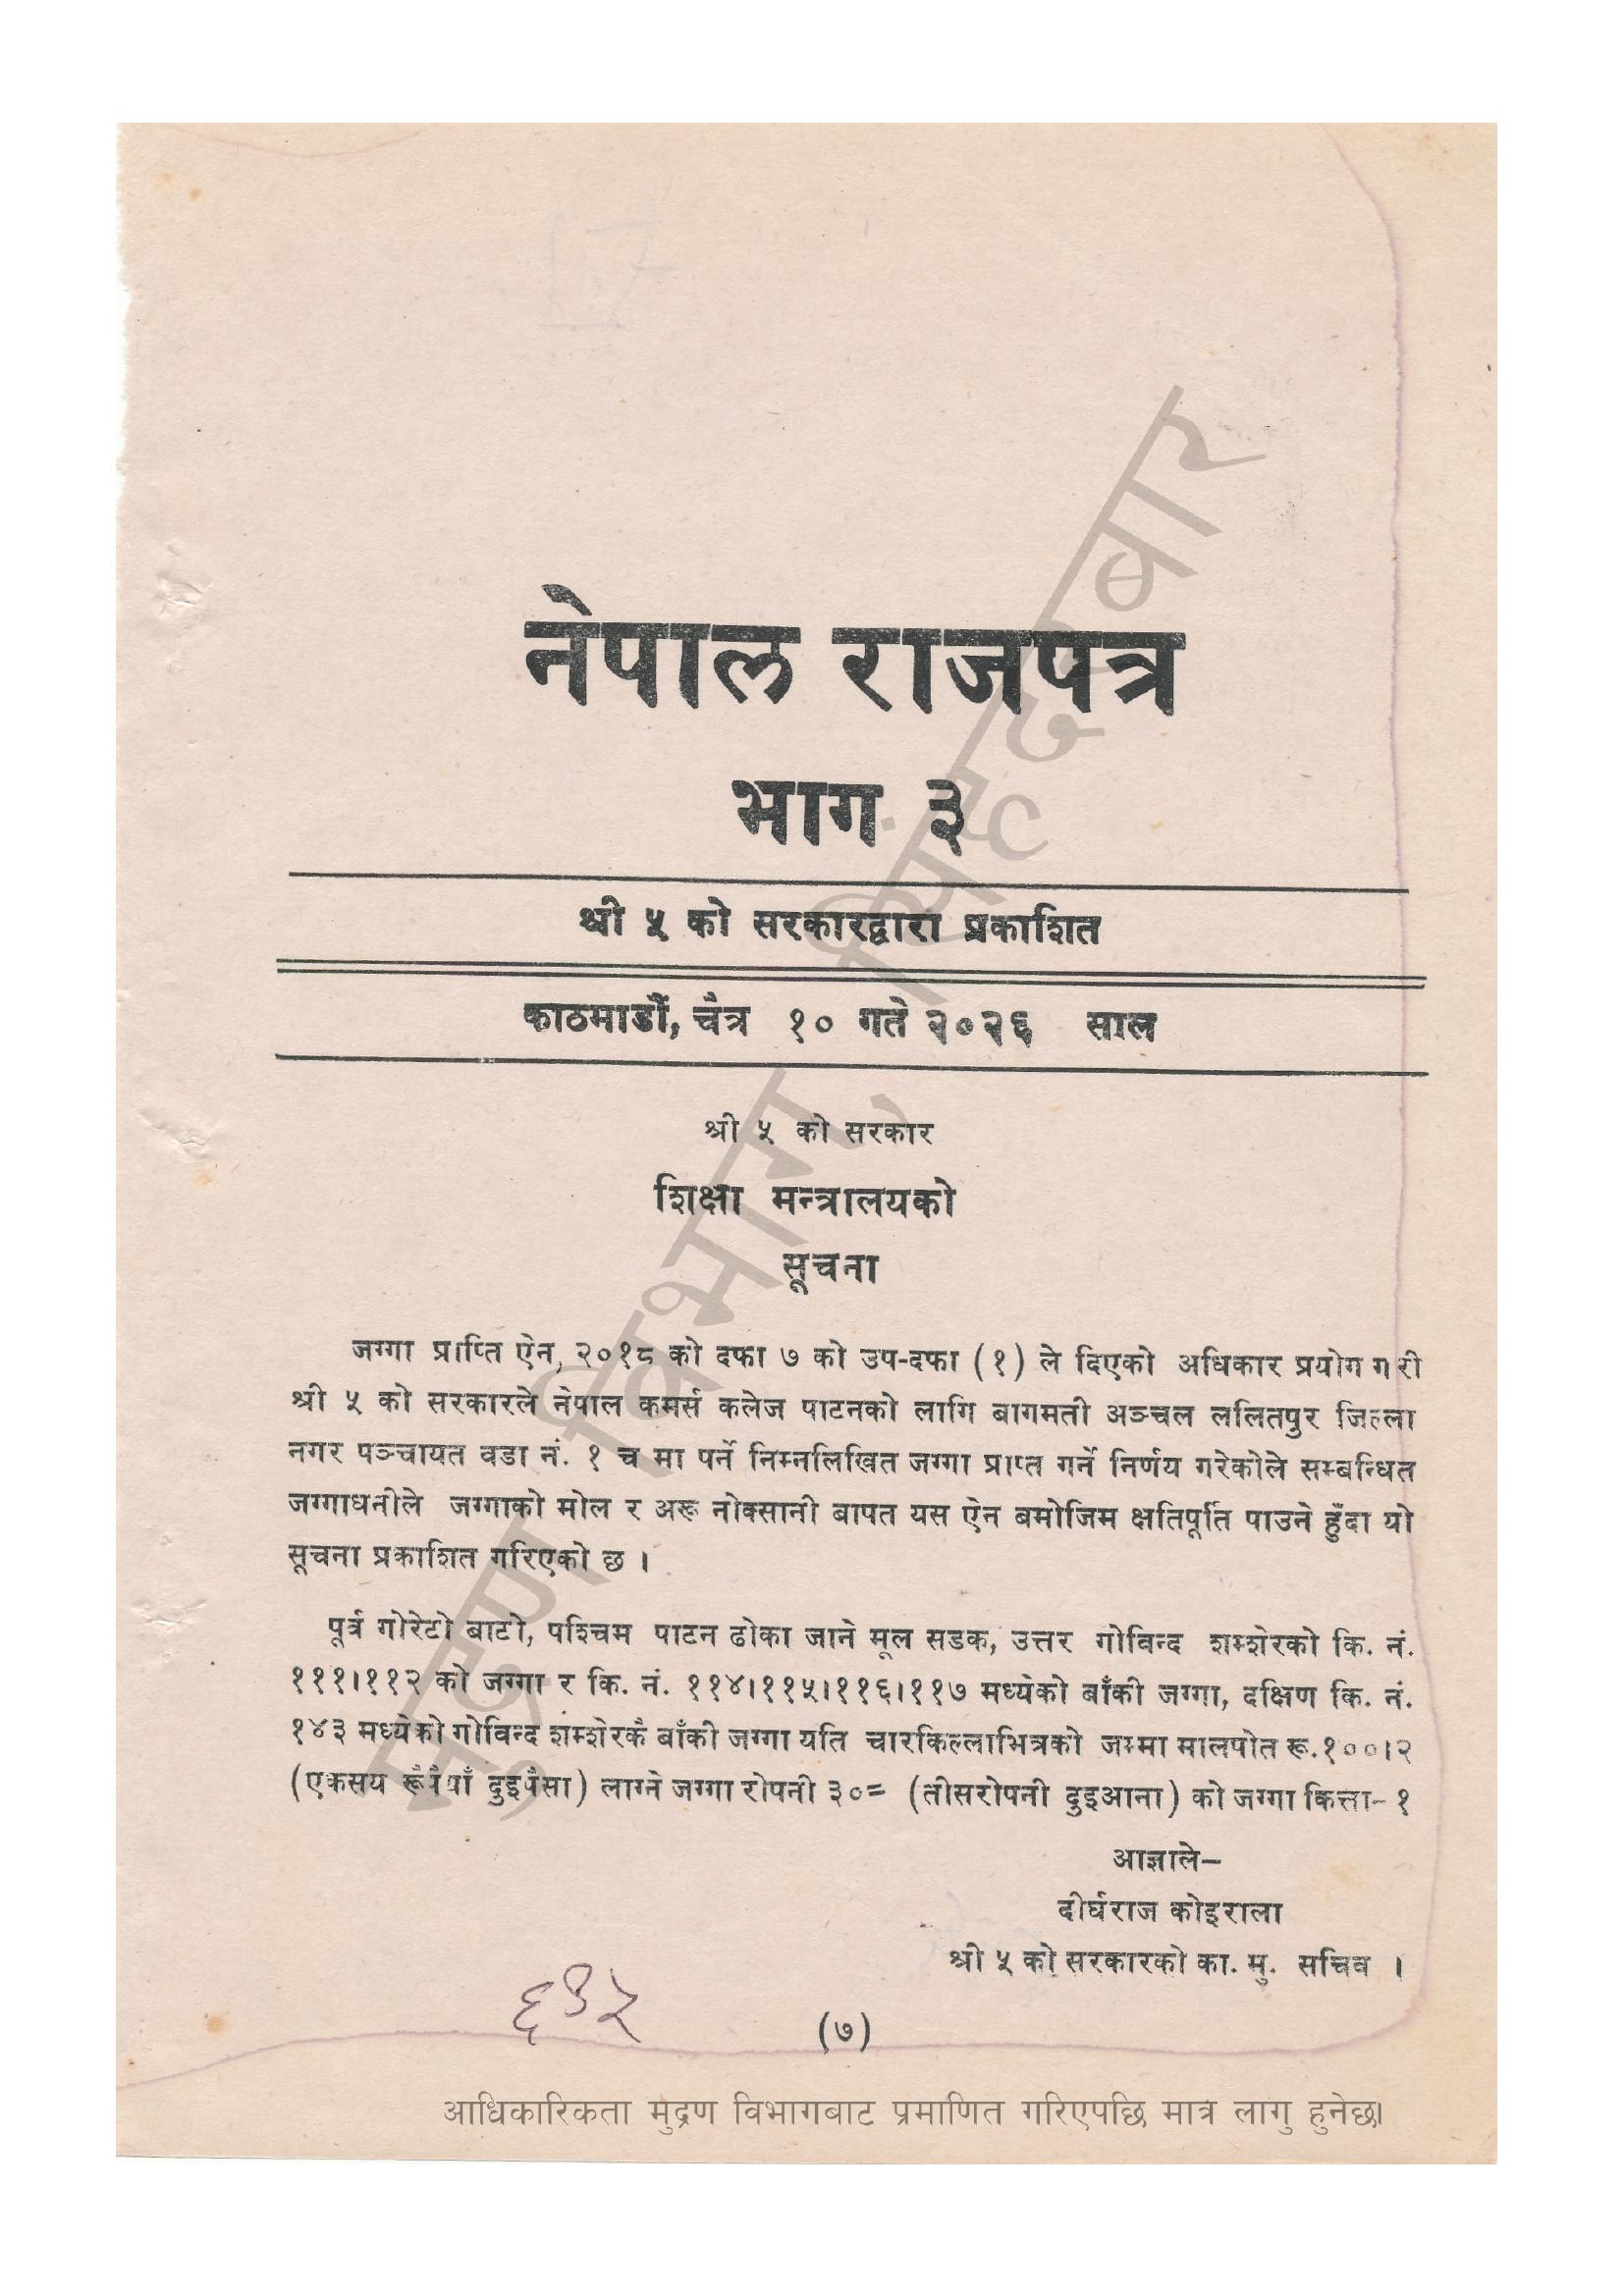 नेपाल राजपत्र
भाग ३
श्री ५ को सरकारद्वारा प्रकाशित
काठमाडौं, चैत्र १० गते २०२६ साल
श्री ५ को सरकार
शिक्षा मन्त्रालयको
सूचना
जग्गा प्राप्ति ऐन, २०१८ को दफा ७ को उप-दफा (१) ले दिएको अधिकार प्रयोग गरी
श्री ५ को सरकारले नेपाल कमर्स कलेज पाटनको लागि बागमती अञ्चल ललितपुर जिल्ला
नगर पञ्चायत वडा नं. १ च मा पर्ने निम्नलिखित जग्गा प्राप्त गर्ने निर्णय गरेकोले सम्बन्धित
जग्गाधनीले जग्गाको मोल र अरू नोक्सानी बापत यस ऐन बमोजिम क्षतिपूर्ति पाउने हुँदा यो
सूचना प्रकाशित गरिएको छ ।
पूर्व गोरेटो बाटो, पश्चिम पाटन ढोका जाने मूल सडक, उत्तर गोविन्द शम्शेरको कि. नं.
१११।११२ को जग्गा र कि. नं. ११४।११५।११६।११७ मध्येको बाँकी जग्गा, दक्षिण कि. नं.
१४३ मध्येको गोविन्द शम्शेरकै बाँकी जग्गा यति चारकिल्लाभित्रको जम्मा मालपोत रू.१००।२
(एकसय रूपैयाँ दुइपैसा) लाग्ने जग्गा रोपनी ३०= (तीसरोपनी दुइआना) को जग्गा कित्ता-१
आज्ञाले–
दीर्घराज कोइराला
श्री ५ को सरकारको का. मु. सचिव ।
६३५
(७)
आधिकारिकता मुद्रण विभागबाट प्रमाणित गरिएपछि मात्र लागु हुनेछ।
मुद्रण विभाग, सिंहदरवार